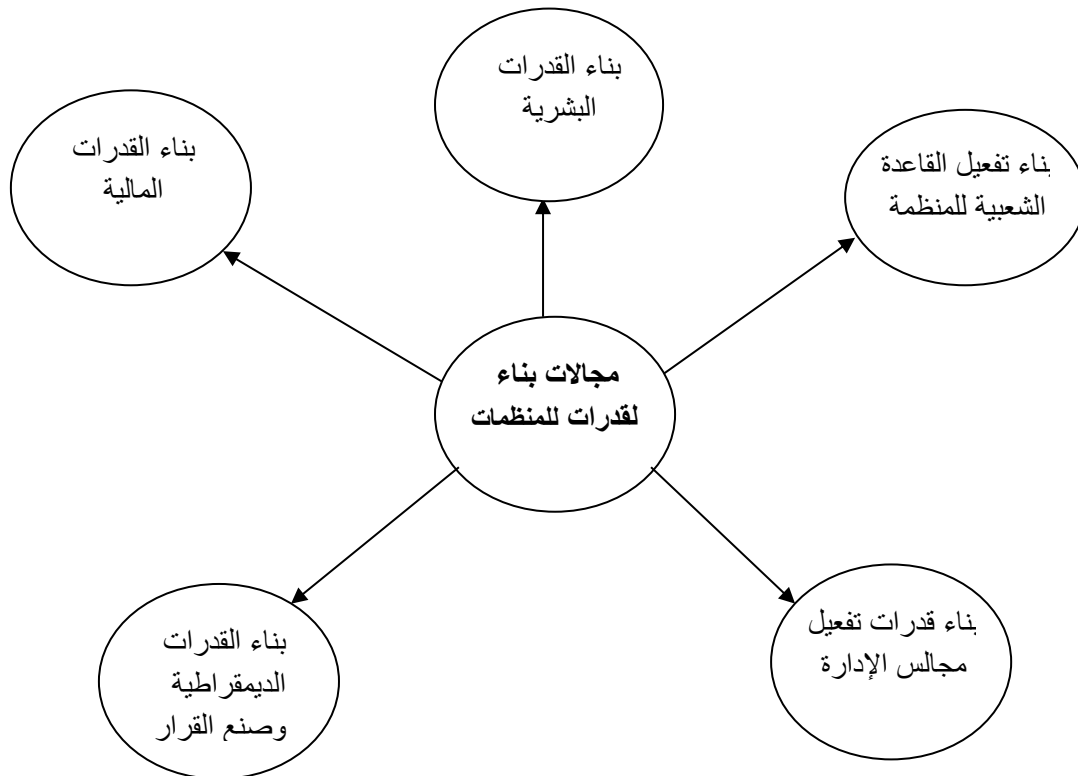 بناء القدرات
البشرية
بناء تفعيل القاعدة
الشعبية للمنظمة
بناء القدرات
المالية
مجالات بناء
لقدرات للمنظمات
بناء قدرات تفعيل
مجالس الإدارة
بناء القدرات
الديمقراطية
وصنع القرار